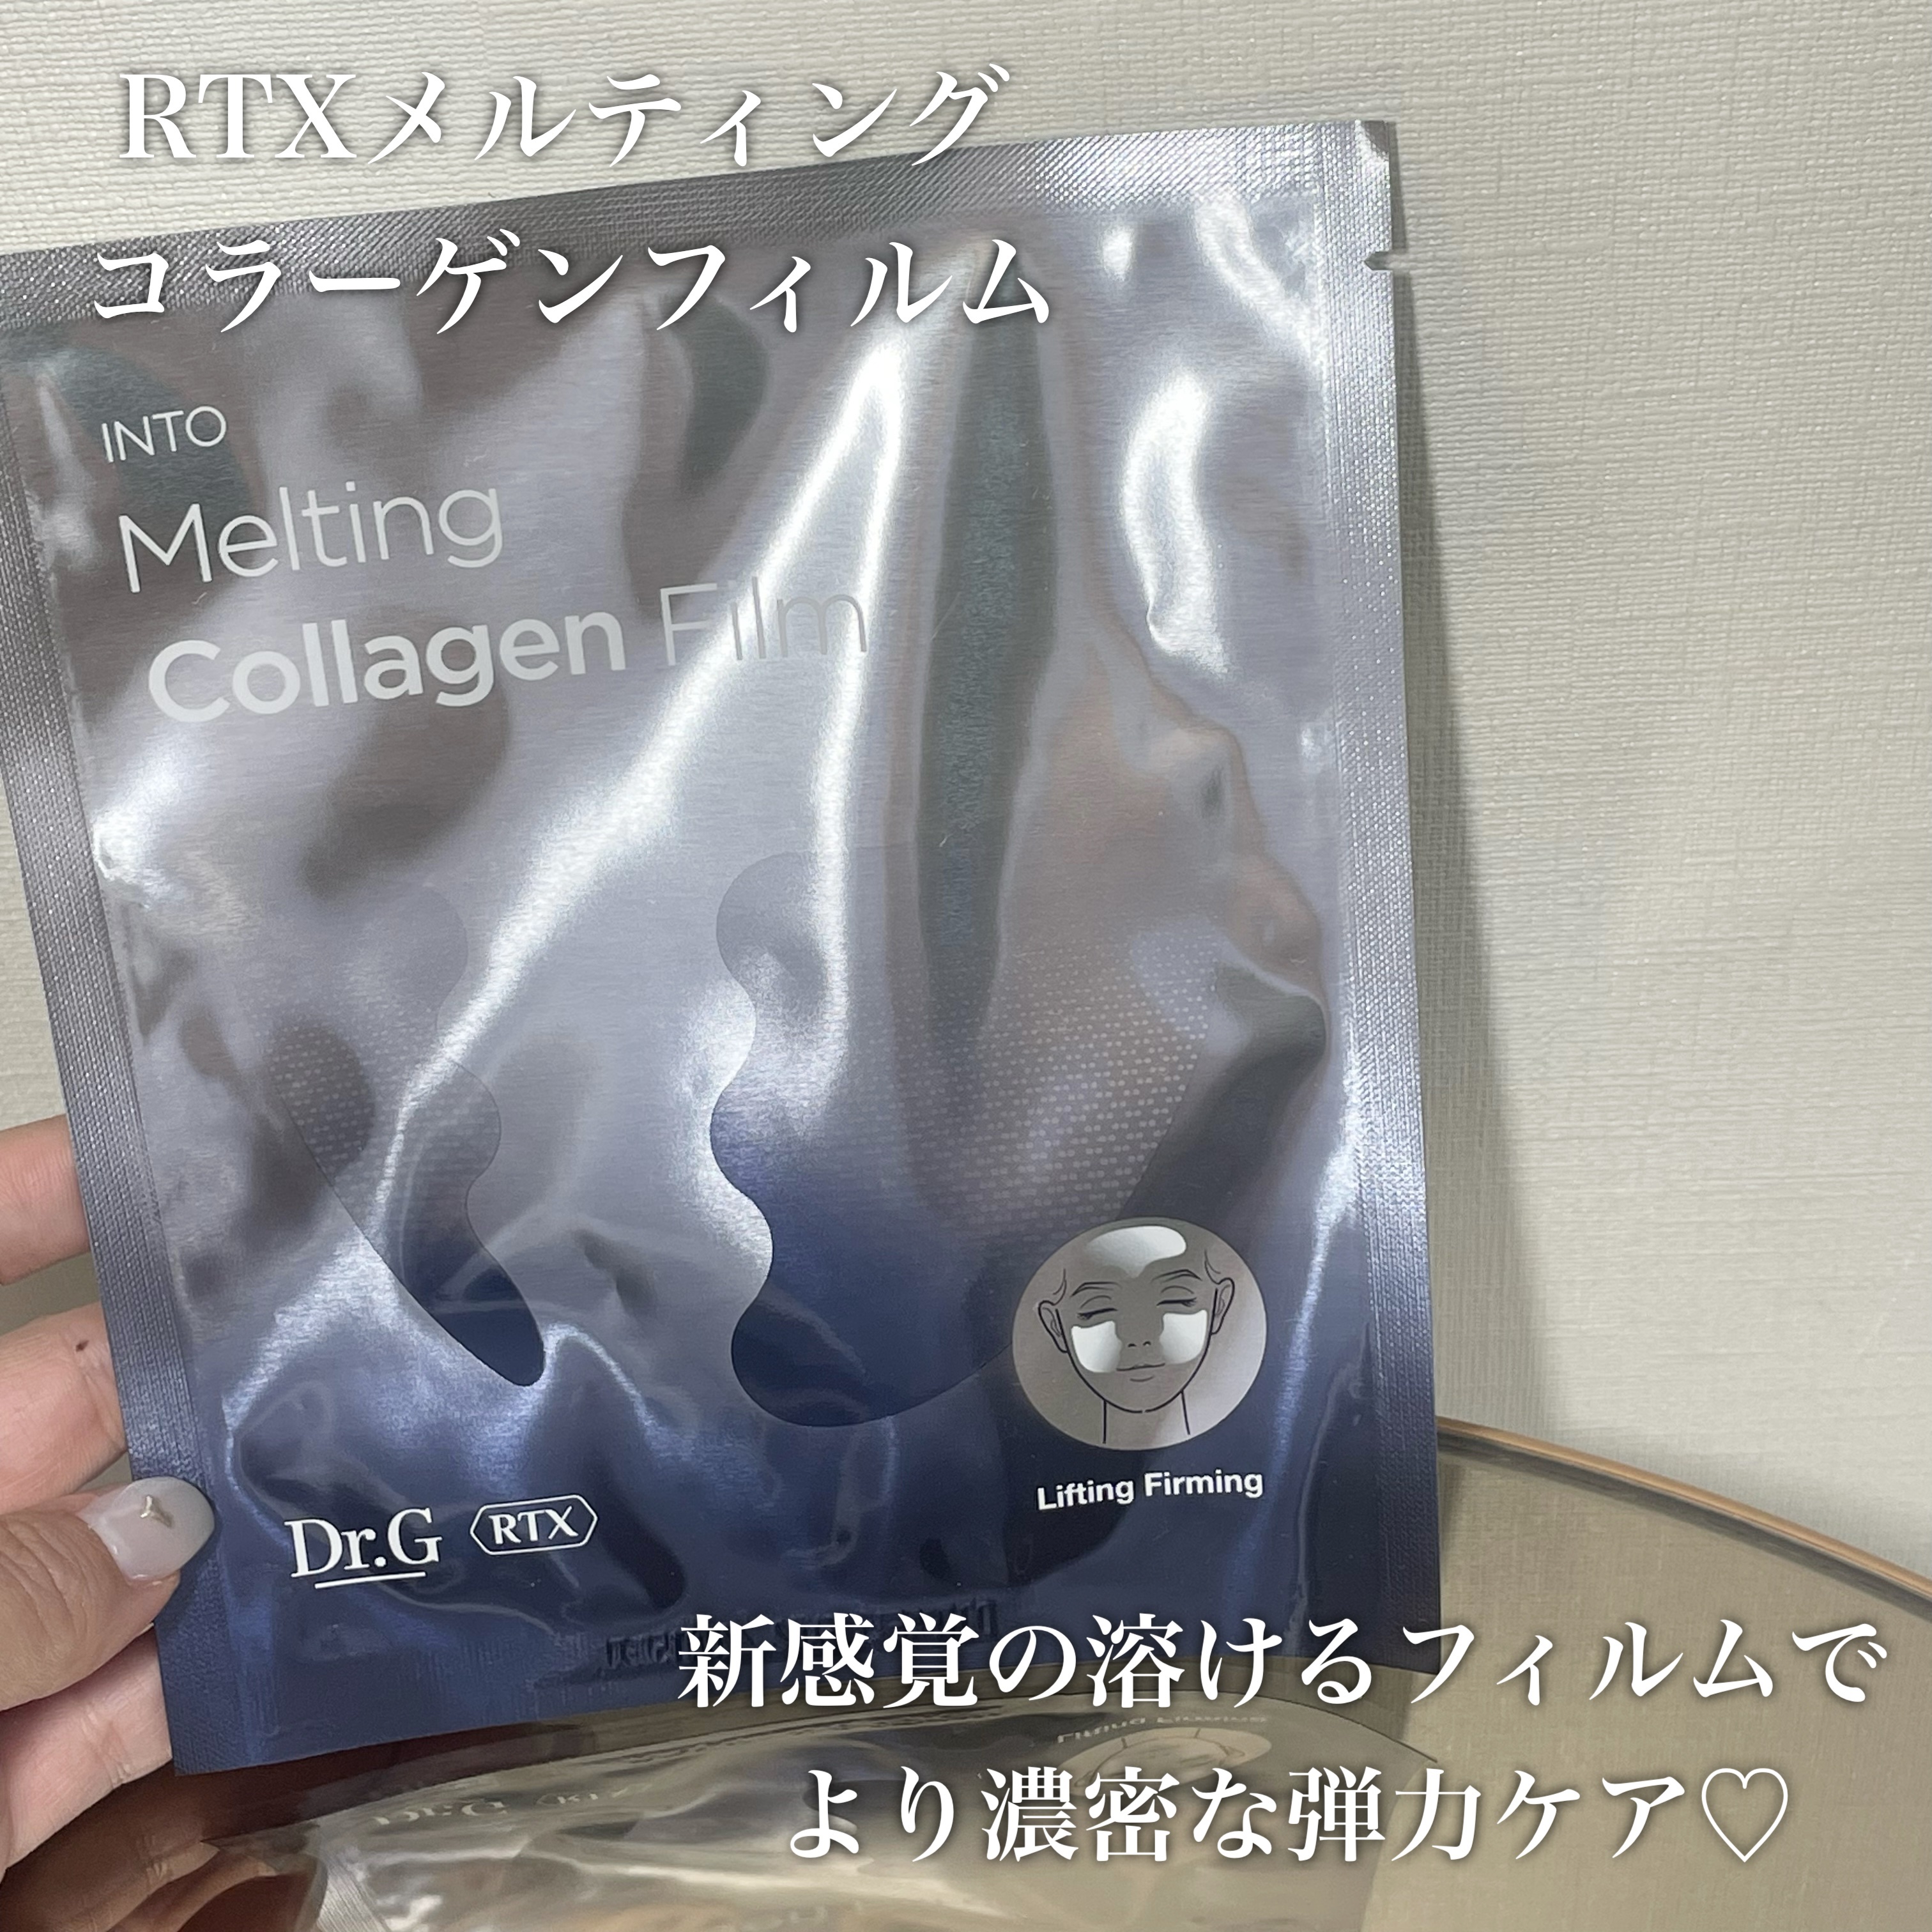 RTXメルティング
コラーゲンフィルム
INTO
Melting
Collagen Film
Lifting Firming
Dr.G RTX
新感覚の溶けるフィルムで
より濃密な弾力ケア♡